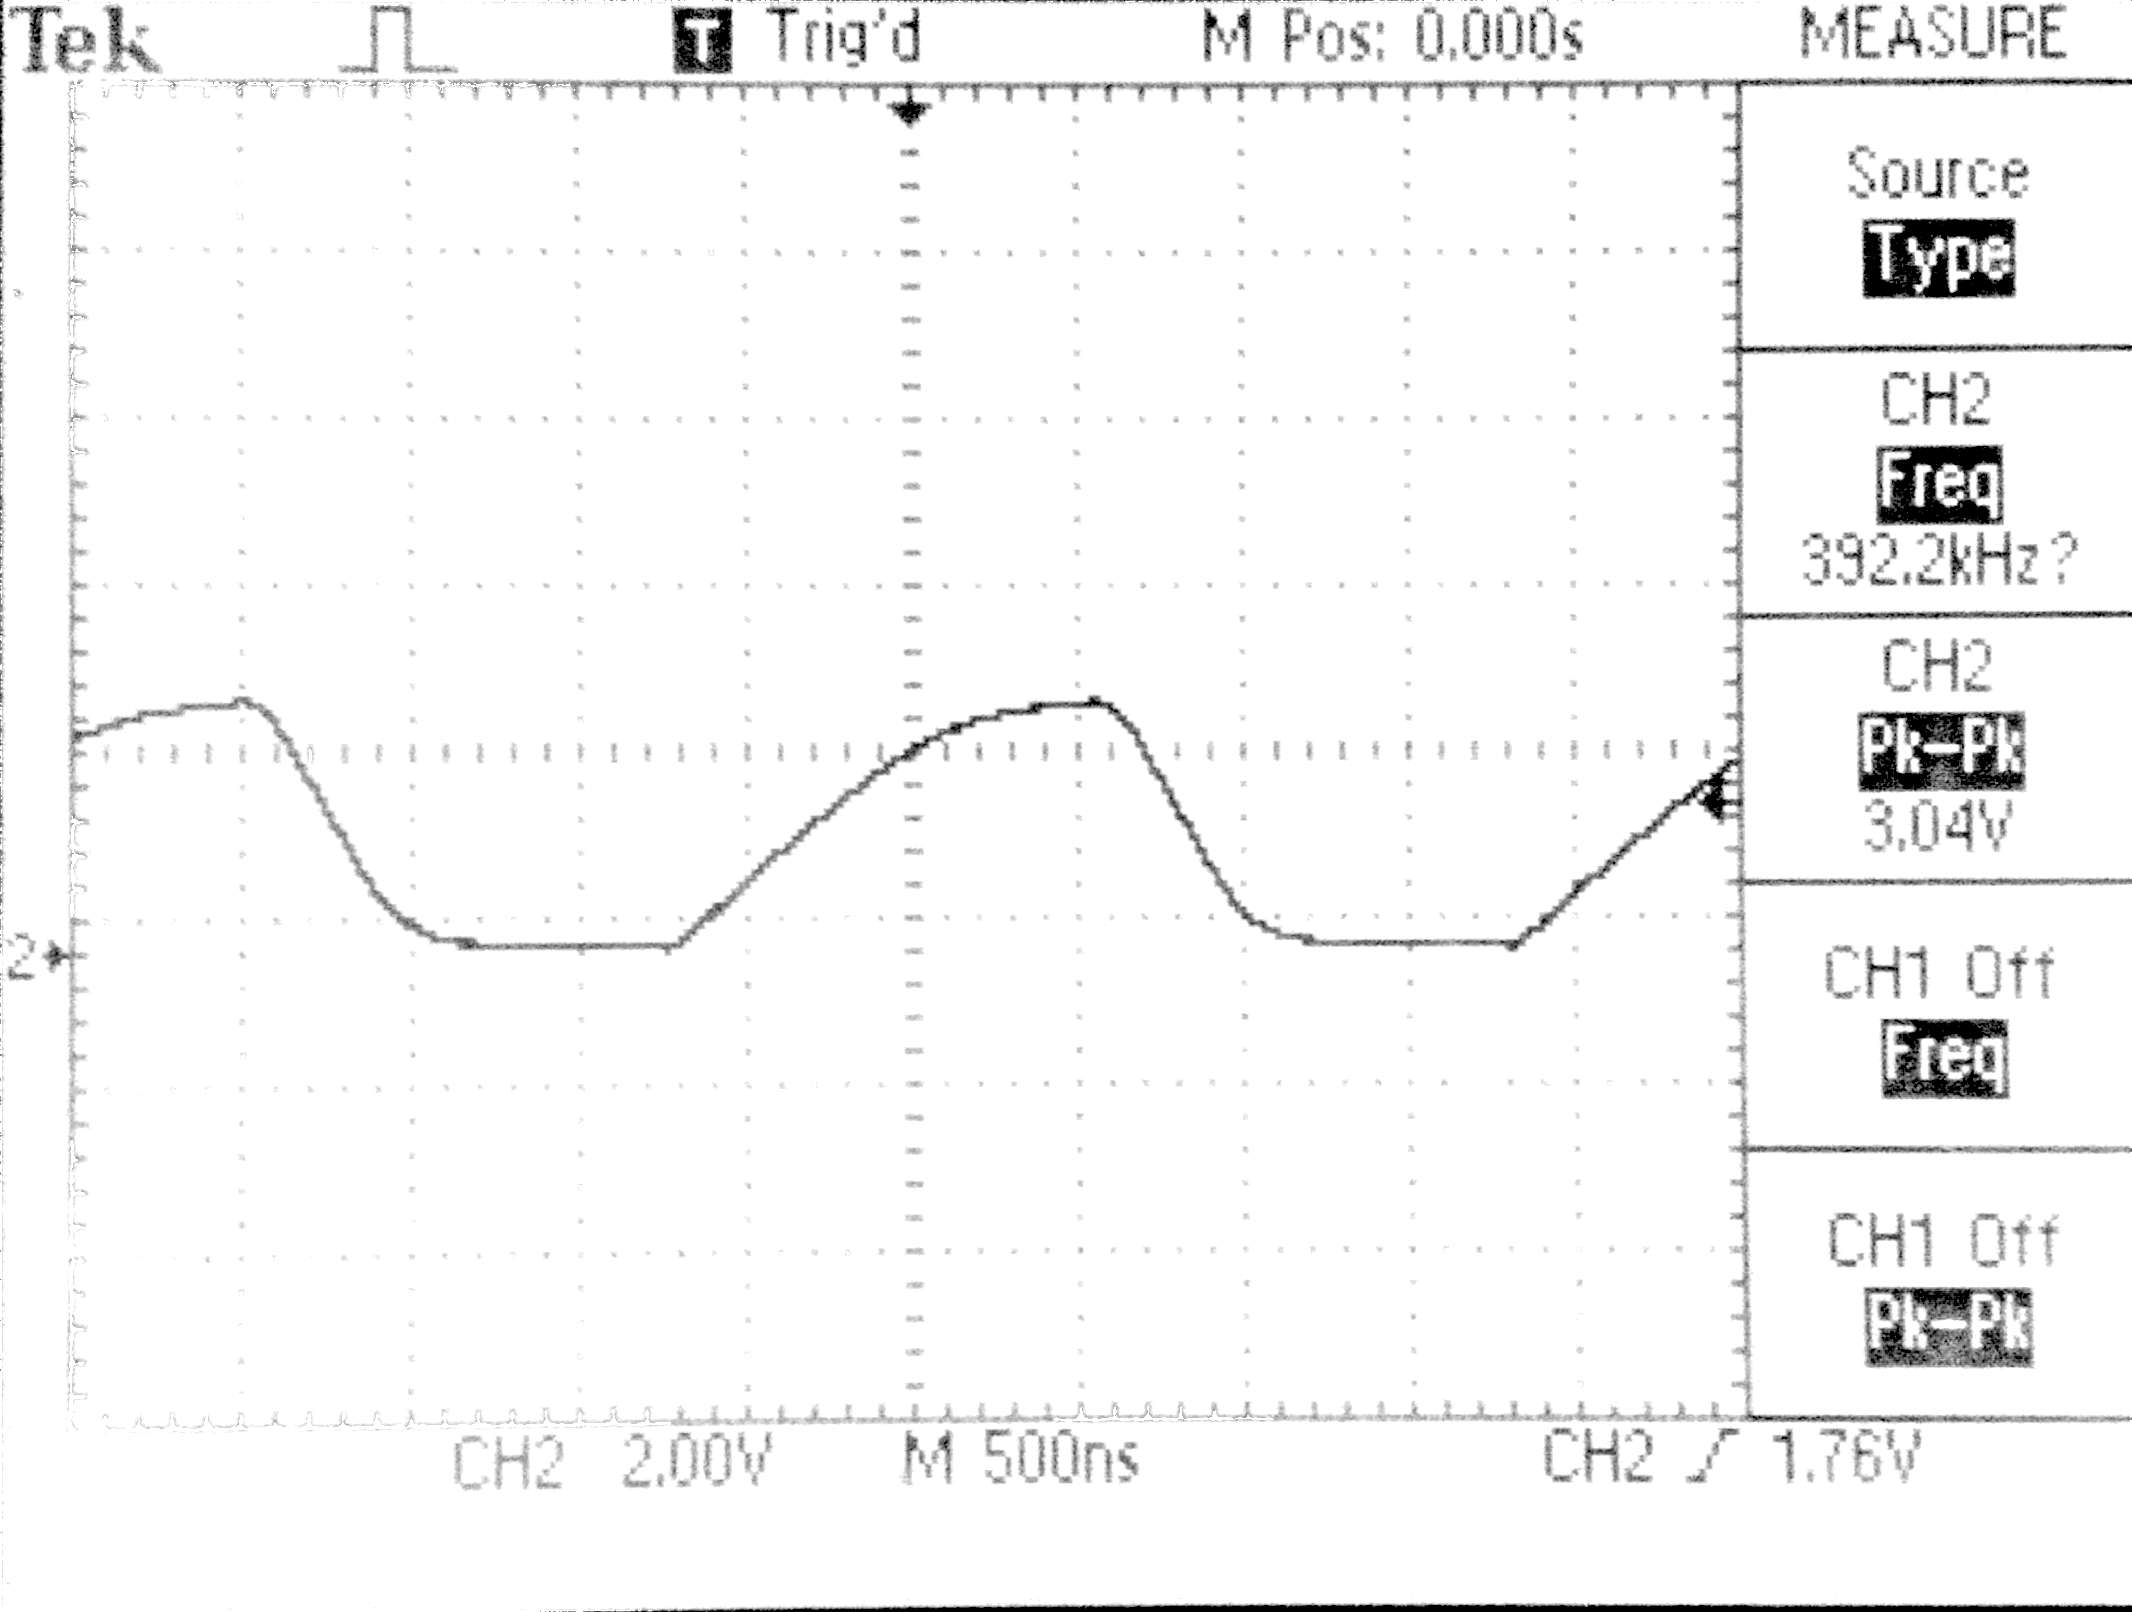 Tek T Trig'd M Pos: 0.000s MEASURE
Source
Type
CH2
Freq
392.2kHz?
CH2
Pk-Pk
3.04V
2
CH1 Off
Freq
CH1 Off
Pk-Pk
CH2 2.00V M 500ns CH2 1.76V